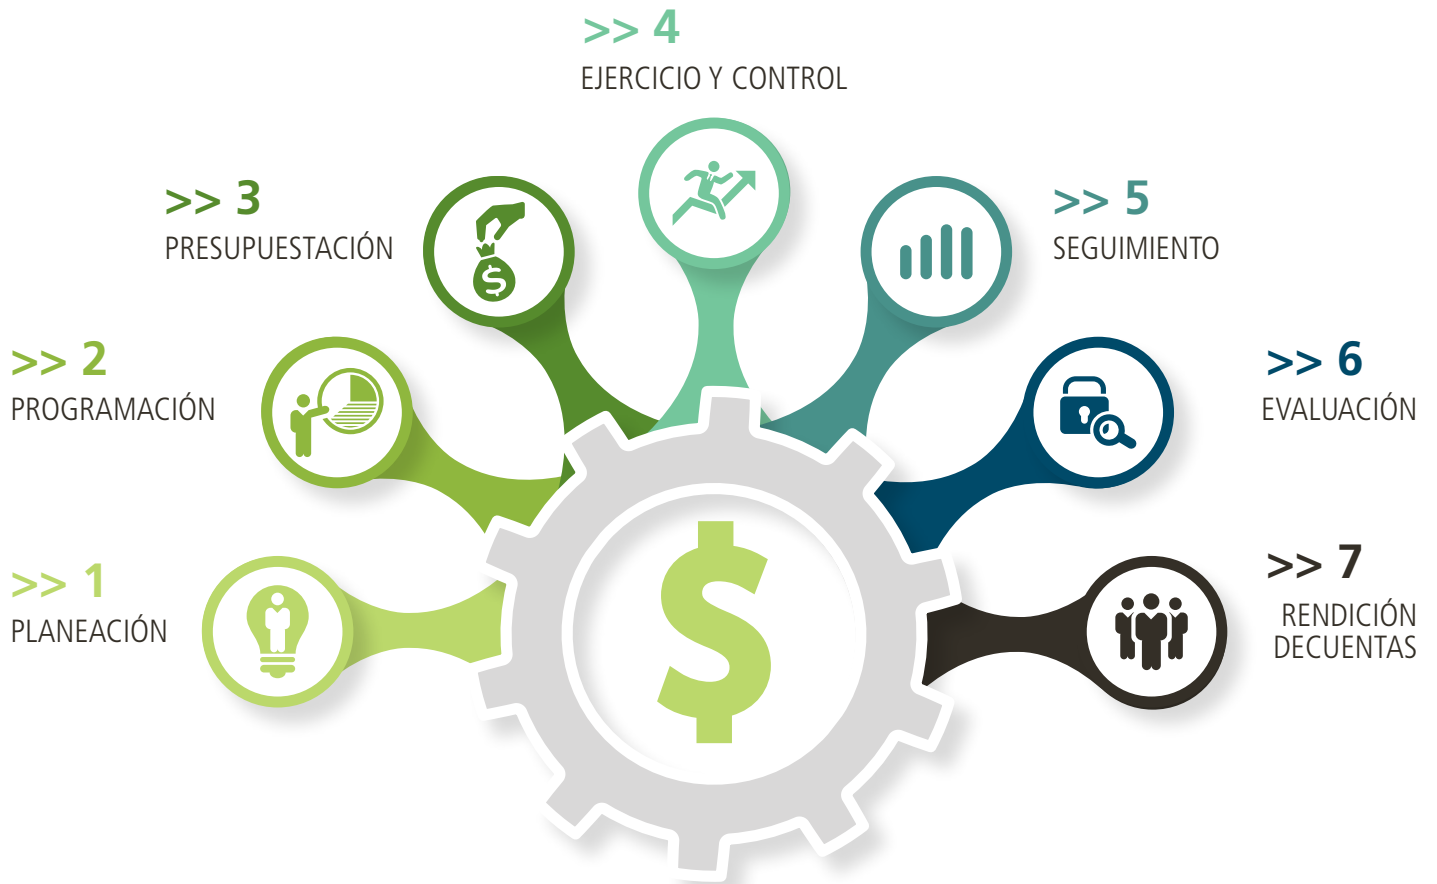 >> 1
PLANEACIÓN
>> 2
PROGRAMACIÓN
>> 3
PRESUPUESTACIÓN
>> 4
EJERCICIO Y CONTROL
>> 5
SEGUIMIENTO
>> 6
EVALUACIÓN
>> 7
RENDICIÓN
DECUENTAS
$
$